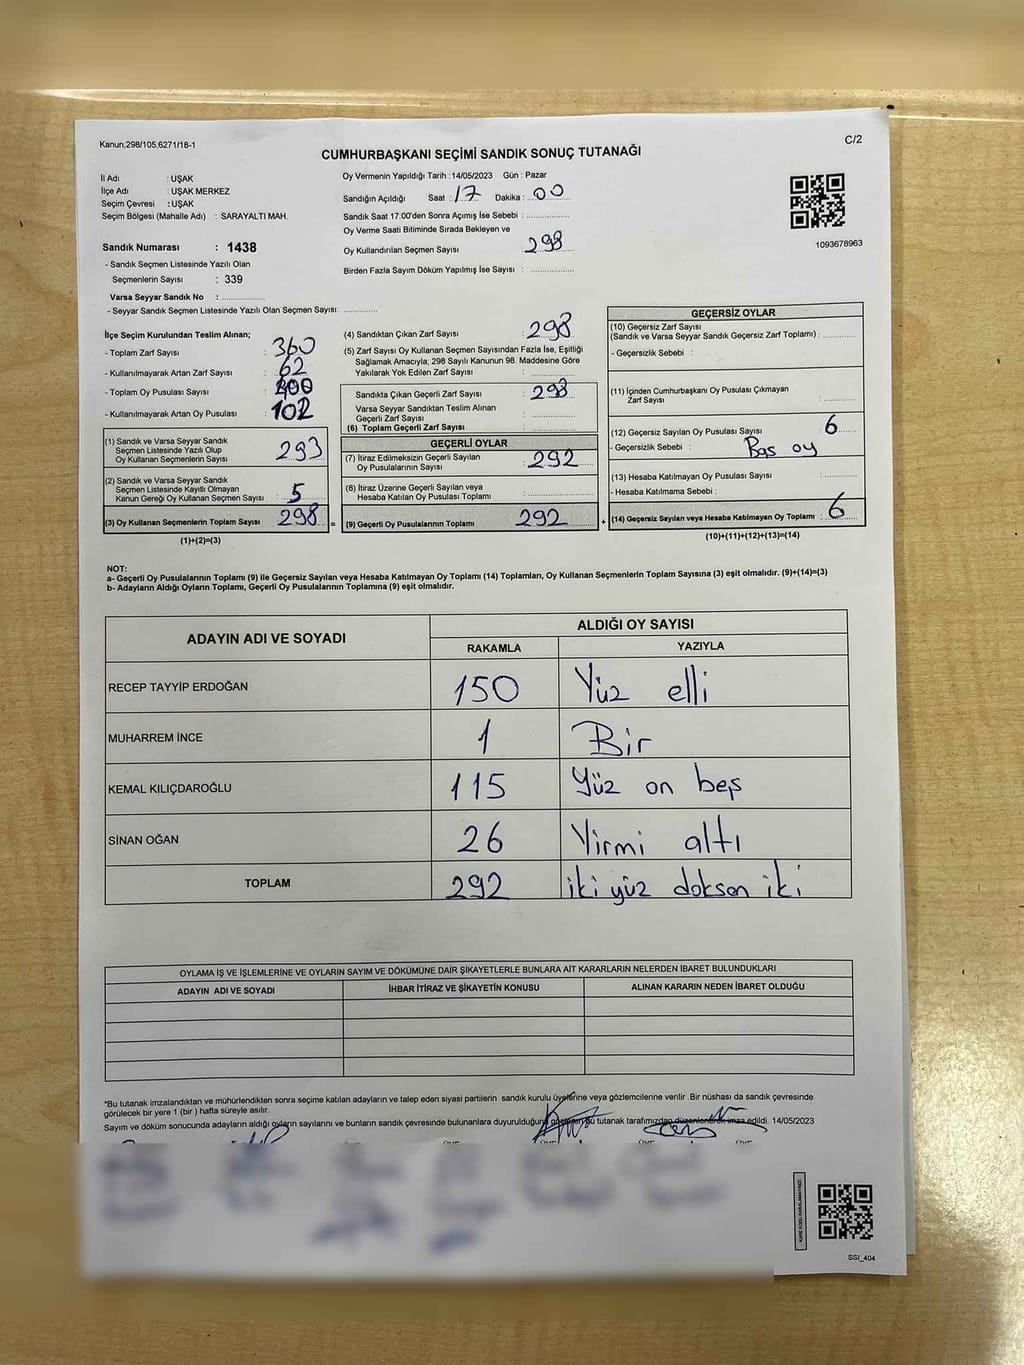 Kanun;298/105,6271/18-1
C/2
CUMHURBAŞKANI SEÇİMİ SANDIK SONUÇ TUTANAĞI
İl Adı : UŞAK
İlçe Adı : UŞAK MERKEZ
Seçim Çevresi : UŞAK
Seçim Bölgesi (Mahalle Adı) : SARAYALTI MAH.
Sandık Numarası : 1438
- Sandık Seçmen Listesinde Yazılı Olan
Seçmenlerin Sayısı : 339
Varsa Seyyar Sandık No : ..............
- Seyyar Sandık Seçmen Listesinde Yazılı Olan Seçmen Sayısı: ............
Oy Vermenin Yapıldığı Tarih : 14/05/2023 Gün : Pazar
Sandığın Açıldığı Saat : 17 Dakika : 00
Sandık Saat 17:00'den Sonra Açımış İse Sebebi : ..............
Oy Verme Saati Bitiminde Sırada Bekleyen ve
Oy Kullandırılan Seçmen Sayısı : 298
Birden Fazla Sayım Döküm Yapılmış İse Sayısı : ..............
1093678963
İlçe Seçim Kurulundan Teslim Alınan;
- Toplam Zarf Sayısı : 360
- Kullanılmayarak Artan Zarf Sayısı : 62
- Toplam Oy Pusulası Sayısı : 400
- Kullanılmayarak Artan Oy Pusulası : 102
(1) Sandık ve Varsa Seyyar Sandık
Seçmen Listesinde Yazılı Olup
Oy Kullanan Seçmenlerin Sayısı : 293
(2) Sandık ve Varsa Seyyar Sandık
Seçmen Listesinde Kayıtlı Olmayan
Kanun Gereği Oy Kullanan Seçmen Sayısı : 5
(3) Oy Kullanan Seçmenlerin Toplam Sayısı : 298
(1)+(2)=(3)
=
(4) Sandıktan Çıkan Zarf Sayısı : 298
(5) Zarf Sayısı Oy Kullanan Seçmen Sayısından Fazla İse, Eşitliği
Sağlamak Amacıyla; 298 Sayılı Kanunun 98. Maddesine Göre
Yakılarak Yok Edilen Zarf Sayısı : ..............
Sandıkta Çıkan Geçerli Zarf Sayısı : 298
Varsa Seyyar Sandıktan Teslim Alınan
Geçerli Zarf Sayısı : ..............
(6) Toplam Geçerli Zarf Sayısı : ..............
GEÇERLİ OYLAR
(7) İtiraz Edilmeksizin Geçerli Sayılan
Oy Pusulalarının Sayısı : 292
(8) İtiraz Üzerine Geçerli Sayılan veya
Hesaba Katılan Oy Pusulası Toplamı : ..............
(9) Geçerli Oy Pusulalarının Toplamı : 292
+
GEÇERSİZ OYLAR
(10) Geçersiz Zarf Sayısı
(Sandık ve Varsa Seyyar Sandık Geçersiz Zarf Toplamı) : ............
- Geçersizlik Sebebi :
(11) İçinden Cumhurbaşkanı Oy Pusulası Çıkmayan
Zarf Sayısı : ............
(12) Geçersiz Sayılan Oy Pusulası Sayısı : 6
- Geçersizlik Sebebi : Boş oy
(13) Hesaba Katılmayan Oy Pusulası Sayısı : ............
- Hesaba Katılmama Sebebi :
(14) Geçersiz Sayılan veya Hesaba Katılmayan Oy Toplamı : 6
(10)+(11)+(12)+(13)=(14)
NOT:
a- Geçerli Oy Pusulalarının Toplamı (9) ile Geçersiz Sayılan veya Hesaba Katılmayan Oy Toplamı (14) Toplamları, Oy Kullanan Seçmenlerin Toplam Sayısına (3) eşit olmalıdır. (9)+(14)=(3)
b- Adayların Aldığı Oyların Toplamı, Geçerli Oy Pusulalarının Toplamına (9) eşit olmalıdır.
ADAYIN ADI VE SOYADI
ALDIĞI OY SAYISI
RAKAMLA YAZIYLA
RECEP TAYYİP ERDOĞAN 150 Yüz elli
MUHARREM İNCE 1 Bir
KEMAL KILIÇDAROĞLU 115 Yüz on beş
SİNAN OĞAN 26 Yirmi altı
TOPLAM 292 iki yüz doksan iki
OYLAMA İŞ VE İŞLEMLERİNE VE OYLARIN SAYIM VE DÖKÜMÜNE DAİR ŞİKAYETLERLE BUNLARA AİT KARARLARIN NELERDEN İBARET BULUNDUKLARI
ADAYIN ADI VE SOYADI İHBAR İTİRAZ VE ŞİKAYETİN KONUSU ALINAN KARARIN NEDEN İBARET OLDUĞU
*Bu tutanak imzalandıktan ve mühürlendikten sonra seçime katılan adayların ve talep eden siyasi partilerin sandık kurulu üyelerine veya gözlemcilerine verilir .Bir nüshası da sandık çevresinde
görülecek bir yere 1 (bir ) hafta süreyle asılır.
Sayım ve döküm sonucunda adayların aldığı oyların sayılarını ve bunların sandık çevresinde bulunanlara duyurulduğunu bu tutanak tarafımızdan düzenlenerek imza edildi. 14/05/2023
SSI_404